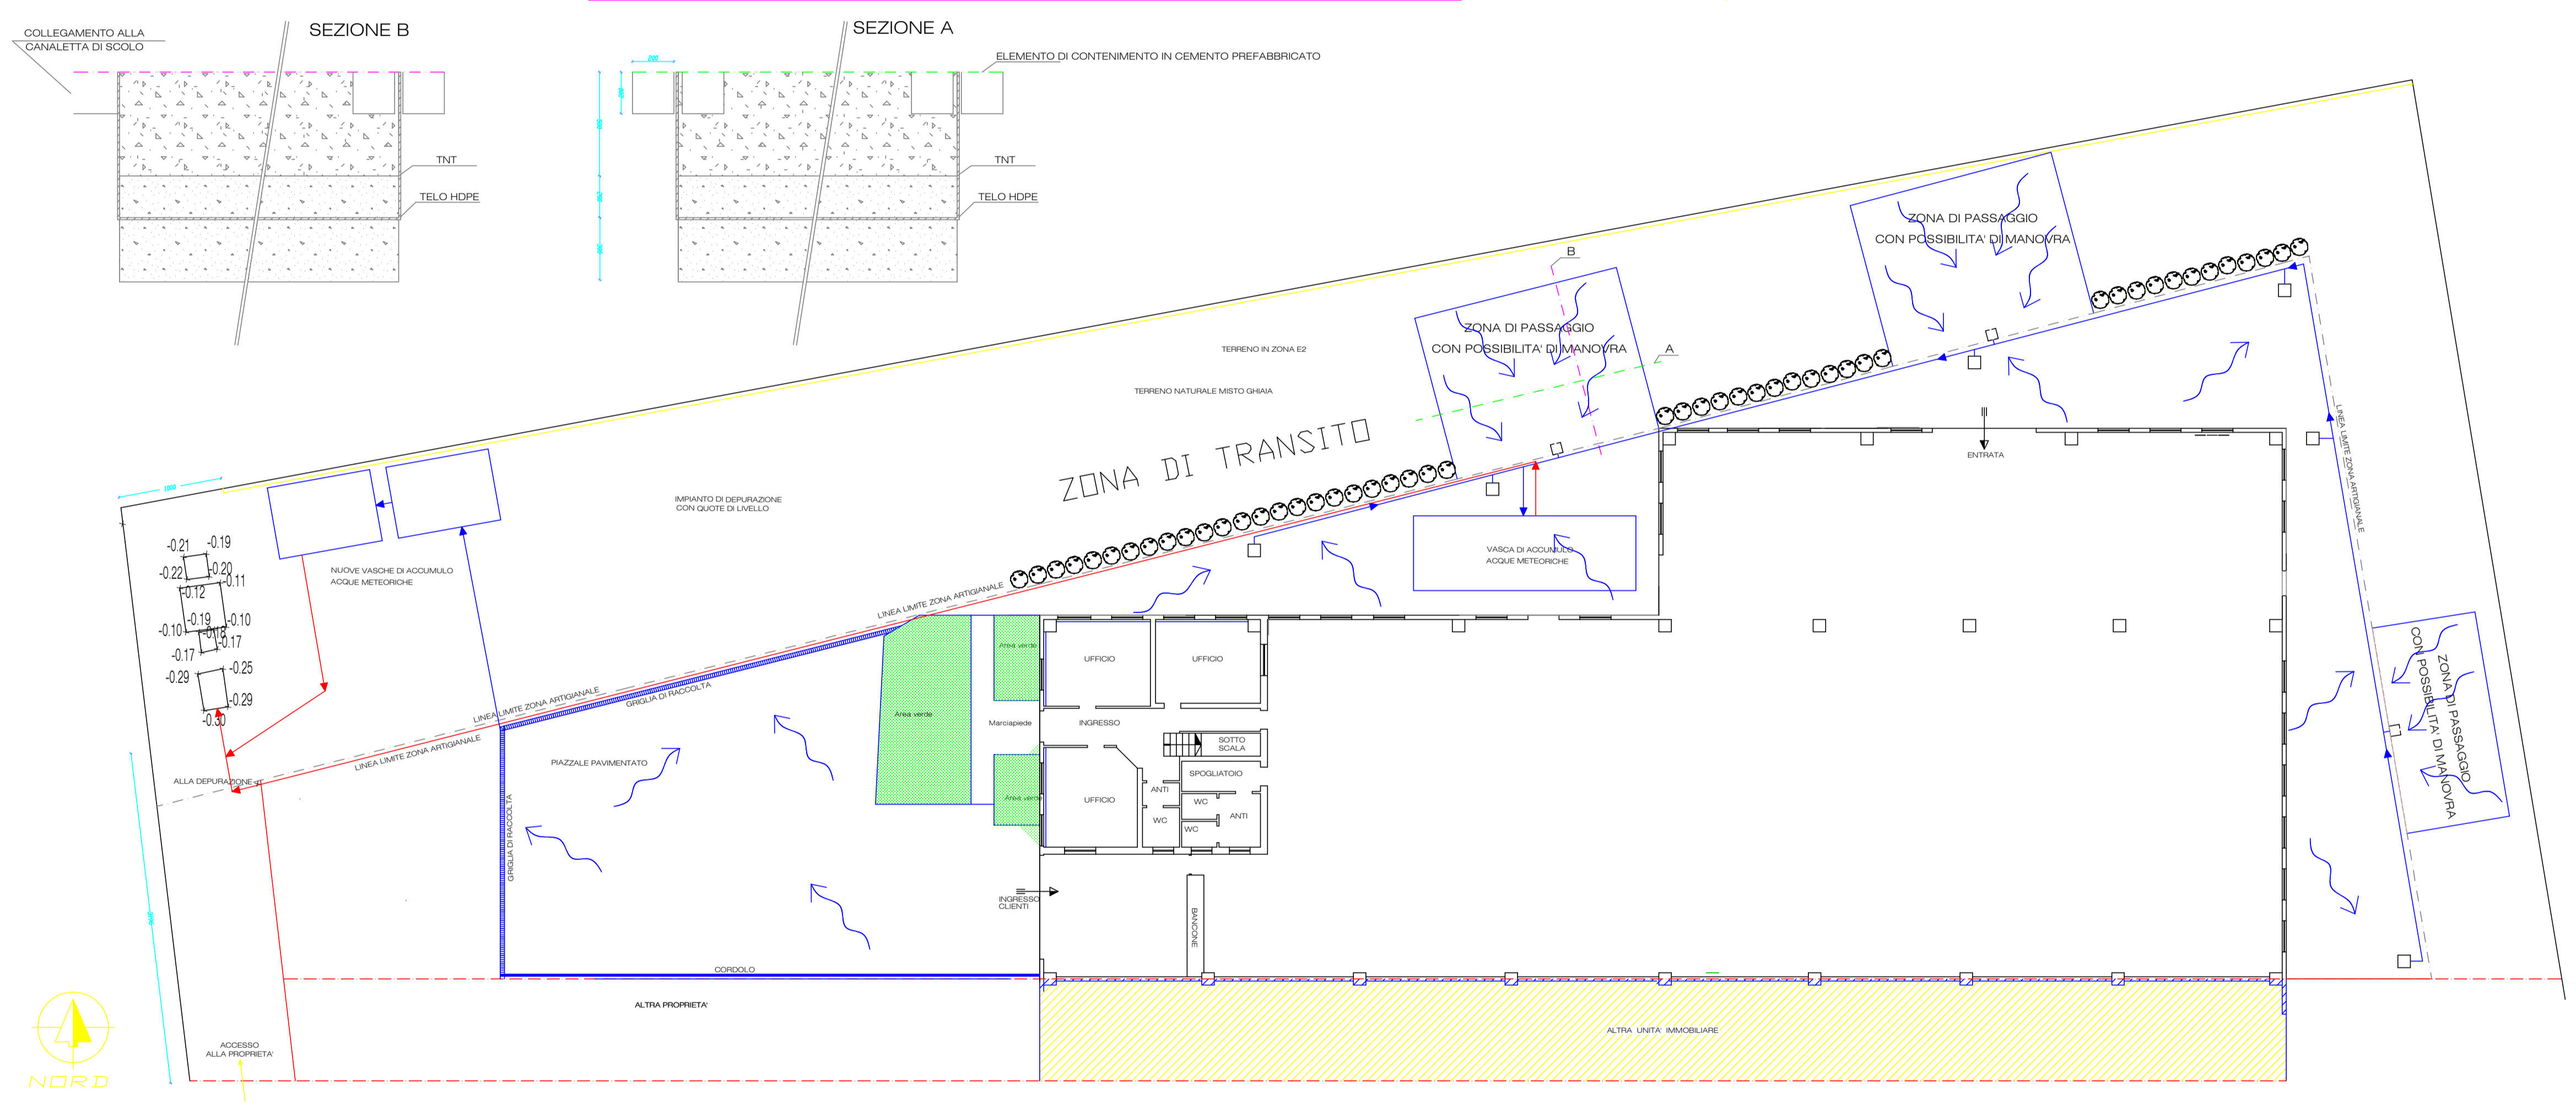 COLLEGAMENTO ALLA
CANALETTA DI SCOLO
SEZIONE B
TNT
TELO HDPE
SEZIONE A
ELEMENTO DI CONTENIMENTO IN CEMENTO PREFABBRICATO
TNT
TELO HDPE
ZONA DI PASSAGGIO
CON POSSIBILITA' DI MANOVRA
B
ZONA DI PASSAGGIO
CON POSSIBILITA' DI MANOVRA
A
TERRENO IN ZONA E2
TERRENO NATURALE MISTO GHIAIA
ZONA DI TRANSITO
LINEA LIMITE ZONA ARTIGIANALE
ENTRATA
1000
IMPIANTO DI DEPURAZIONE
CON QUOTE DI LIVELLO
VASCA DI ACCUMULO
ACQUE METEORICHE
NUOVE VASCHE DI ACCUMULO
ACQUE METEORICHE
-0.21
-0.19
-0.22
-0.20
-0.11
-0.12
-0.19
-0.10
-0.10
-0.18
-0.17
-0.17
-0.25
-0.29
-0.29
-0.30
LINEA LIMITE ZONA ARTIGIANALE
LINEA LIMITE ZONA ARTIGIANALE
GRIGLIA DI RACCOLTA
LINEA LIMITE ZONA ARTIGIANALE
Area verde
Area verde
Marciapiede
Area verde
UFFICIO
UFFICIO
INGRESSO
SOTTO
SCALA
SPOGLIATOIO
UFFICIO
ANTI
WC
WC
WC
ANTI
ZONA DI PASSAGGIO
CON POSSIBILITA' DI MANOVRA
PIAZZALE PAVIMENTATO
ALLA DEPURAZIONE
GRIGLIA DI RACCOLTA
INGRESSO
CLIENTI
BANCONE
CORDOLO
ALTRA PROPRIETA'
ALTRA UNITA' IMMOBILIARE
ACCESSO
ALLA PROPRIETA'
NORD